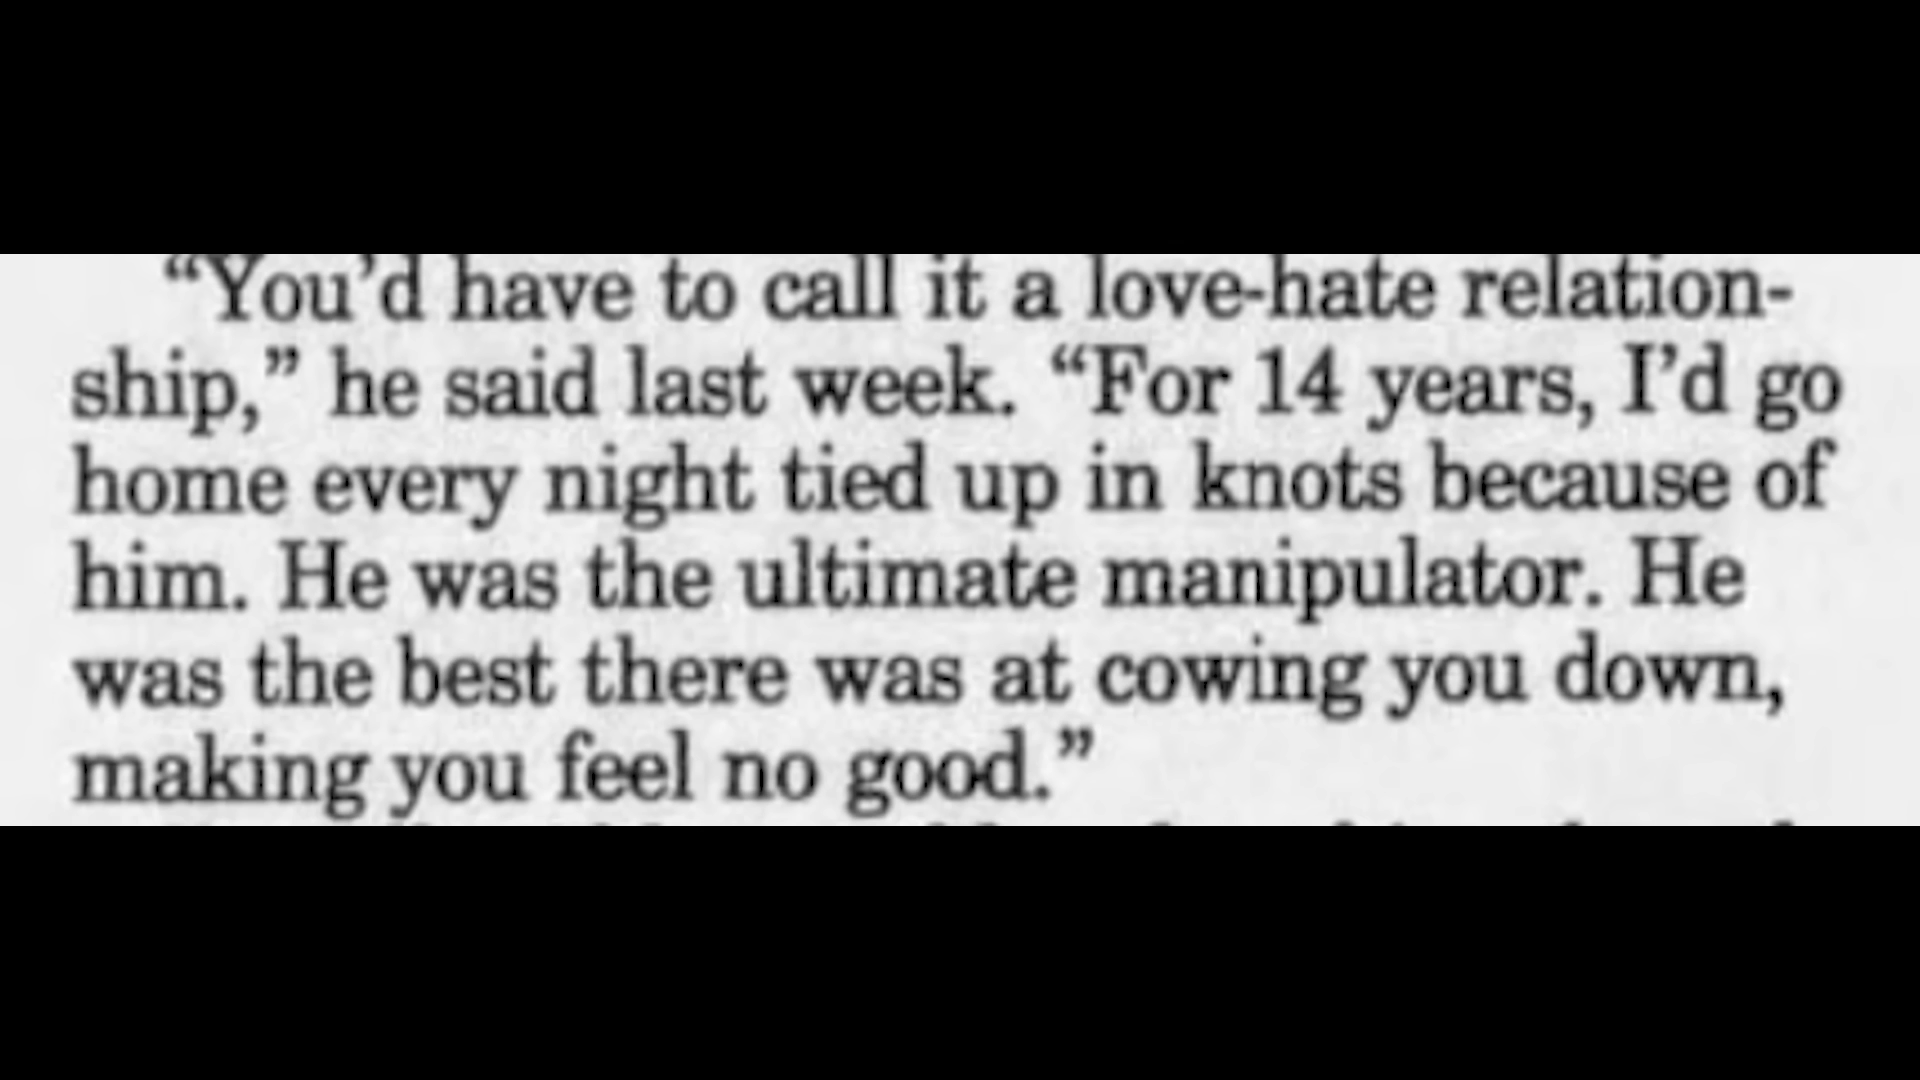 “You’d have to call it a love-hate relation-
ship,” he said last week. “For 14 years, I’d go
home every night tied up in knots because of
him. He was the ultimate manipulator. He
was the best there was at cowing you down,
making you feel no good.”